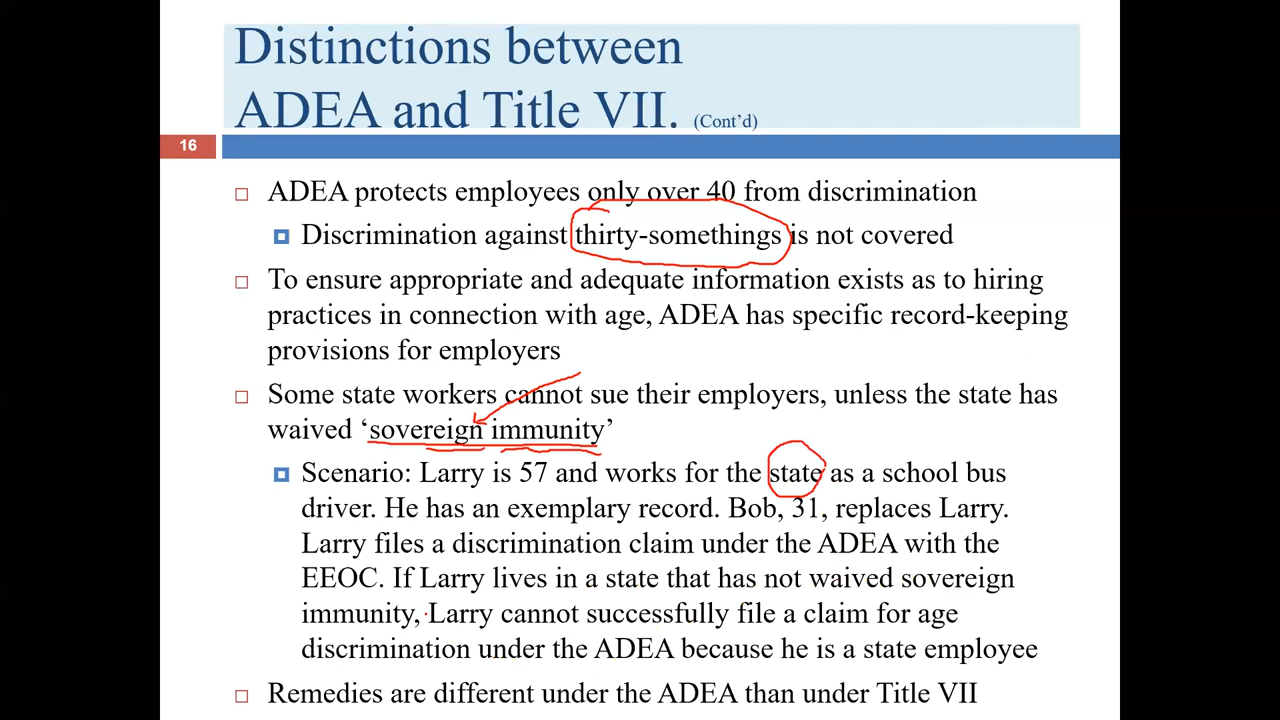 Distinctions between
ADEA and Title VII. (Cont’d)
16
ADEA protects employees only over 40 from discrimination
Discrimination against thirty-somethings is not covered
To ensure appropriate and adequate information exists as to hiring
practices in connection with age, ADEA has specific record-keeping
provisions for employers
Some state workers cannot sue their employers, unless the state has
waived ‘sovereign immunity’
Scenario: Larry is 57 and works for the state as a school bus
driver. He has an exemplary record. Bob, 31, replaces Larry.
Larry files a discrimination claim under the ADEA with the
EEOC. If Larry lives in a state that has not waived sovereign
immunity, Larry cannot successfully file a claim for age
discrimination under the ADEA because he is a state employee
Remedies are different under the ADEA than under Title VII